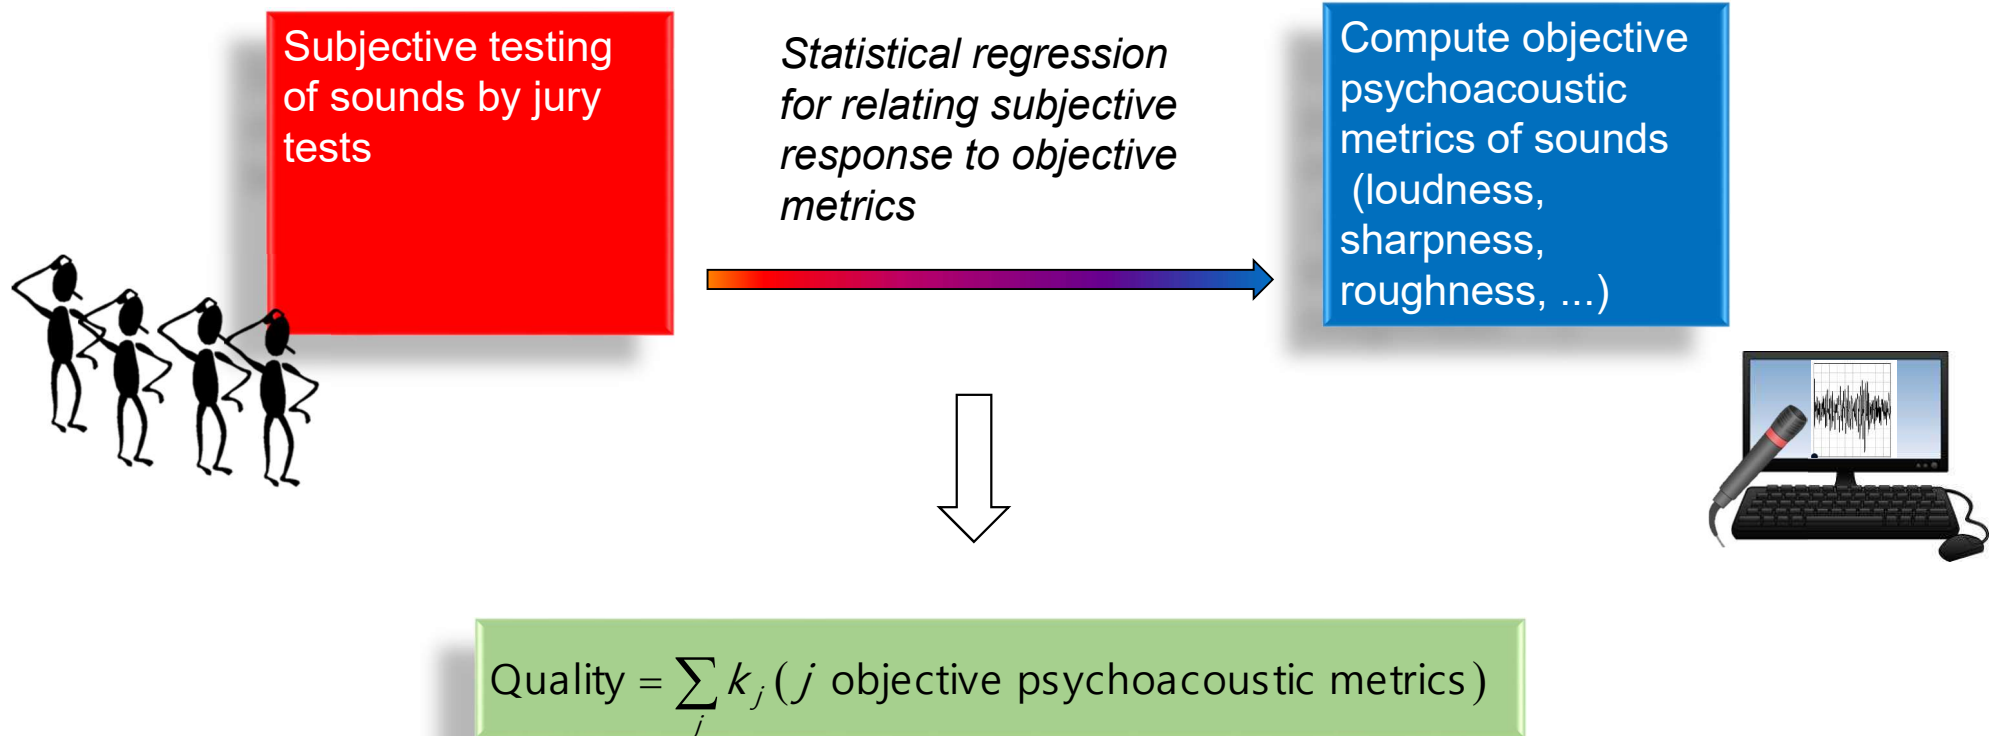 Subjective testing
of sounds by jury
tests
Statistical regression
for relating subjective
response to objective
metrics
Compute objective
psychoacoustic
metrics of sounds
(loudness,
sharpness,
roughness, ...)
Quality = ∑_j k_j ( j objective psychoacoustic metrics )